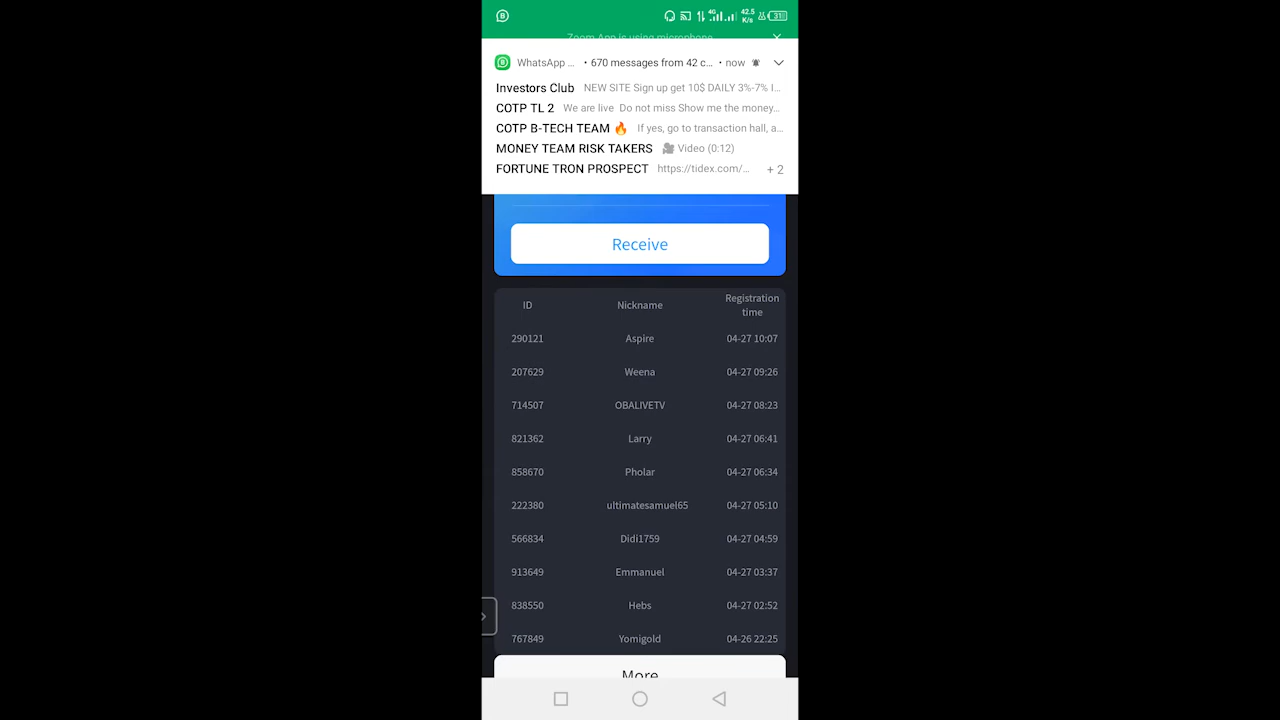 4G 42.5 K/s 31
Zoom App is using microphone
WhatsApp ... • 670 messages from 42 c... • now
Investors Club NEW SITE Sign up get 10$ DAILY 3%-7% I...
COTP TL 2 We are live Do not miss Show me the money...
COTP B-TECH TEAM 🔥 If yes, go to transaction hall, a...
MONEY TEAM RISK TAKERS 🎥 Video (0:12)
FORTUNE TRON PROSPECT https://tidex.com/... + 2
Receive
ID Nickname Registration time
290121 Aspire 04-27 10:07
207629 Weena 04-27 09:26
714507 OBALIVETV 04-27 08:23
821362 Larry 04-27 06:41
858670 Pholar 04-27 06:34
222380 ultimatesamuel65 04-27 05:10
566834 Didi1759 04-27 04:59
913649 Emmanuel 04-27 03:37
838550 Hebs 04-27 02:52
767849 Yomigold 04-26 22:25
More